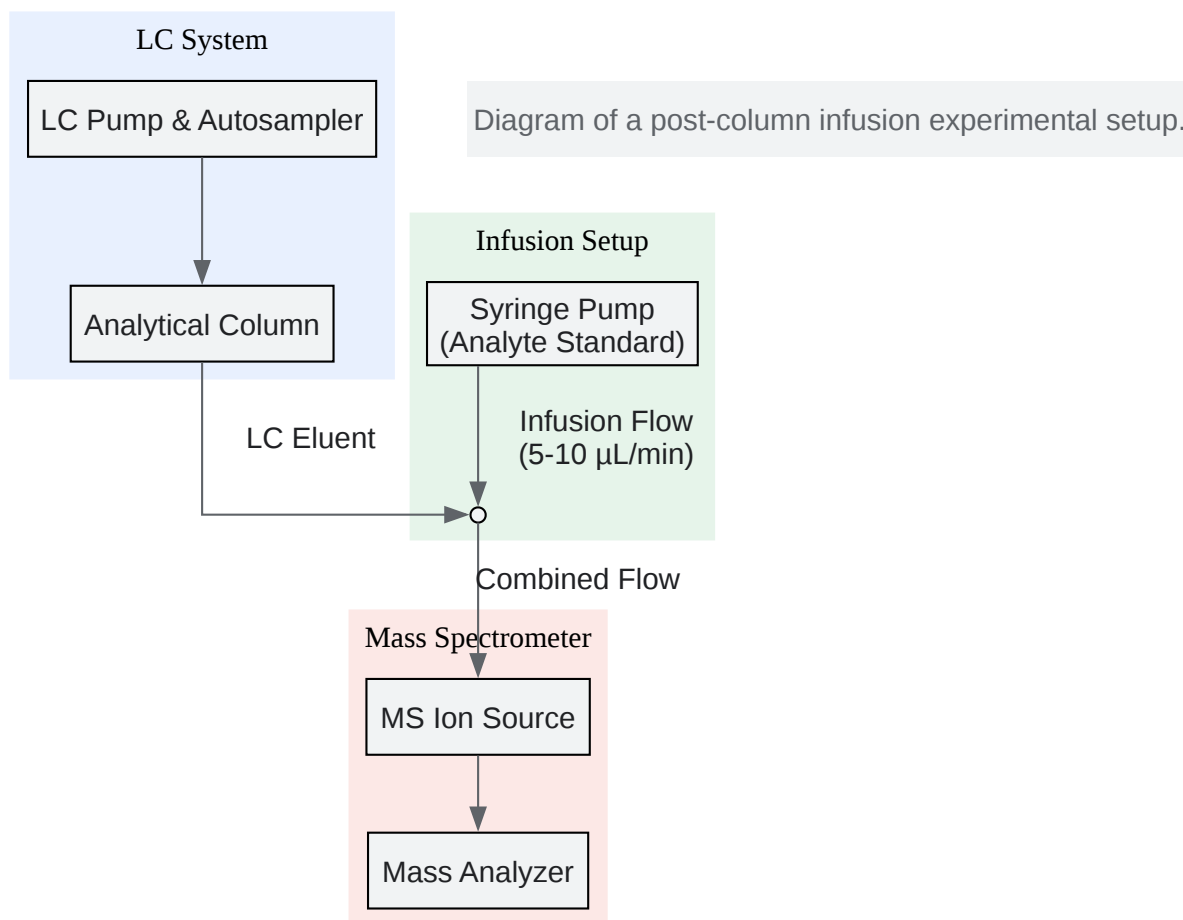 LC System
LC Pump & Autosampler
Diagram of a post-column infusion experimental setup.
Infusion Setup
Syringe Pump
(Analyte Standard)
Analytical Column
Infusion Flow
(5-10 µL/min)
LC Eluent
Combined Flow
Mass Spectrometer
MS Ion Source
Mass Analyzer